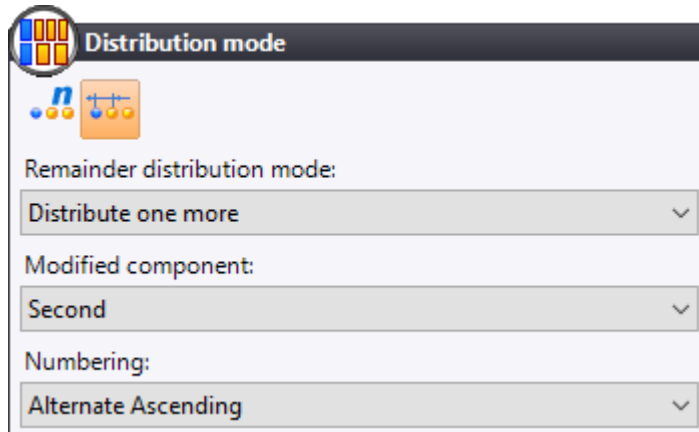 Distribution mode
n
Remainder distribution mode:
Distribute one more
Modified component:
Second
Numbering:
Alternate Ascending